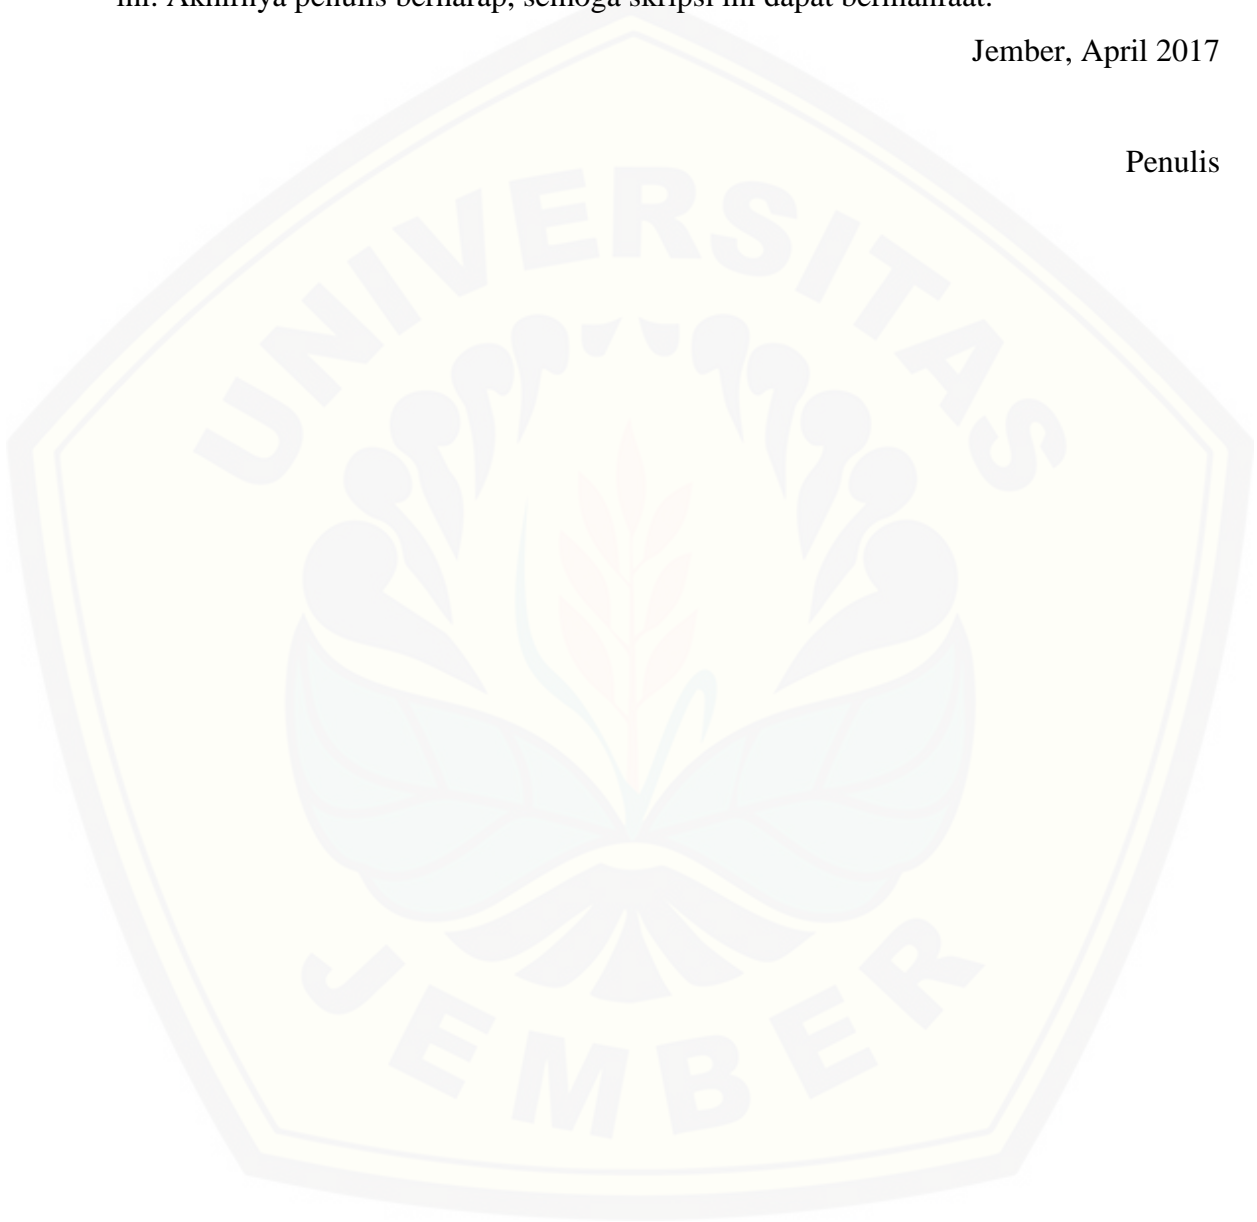 ini. Akhirnya penulis berharap, semoga skripsi ini dapat bermanfaat.
Jember, April 2017
Penulis
UNIVERSITAS
JEMBER